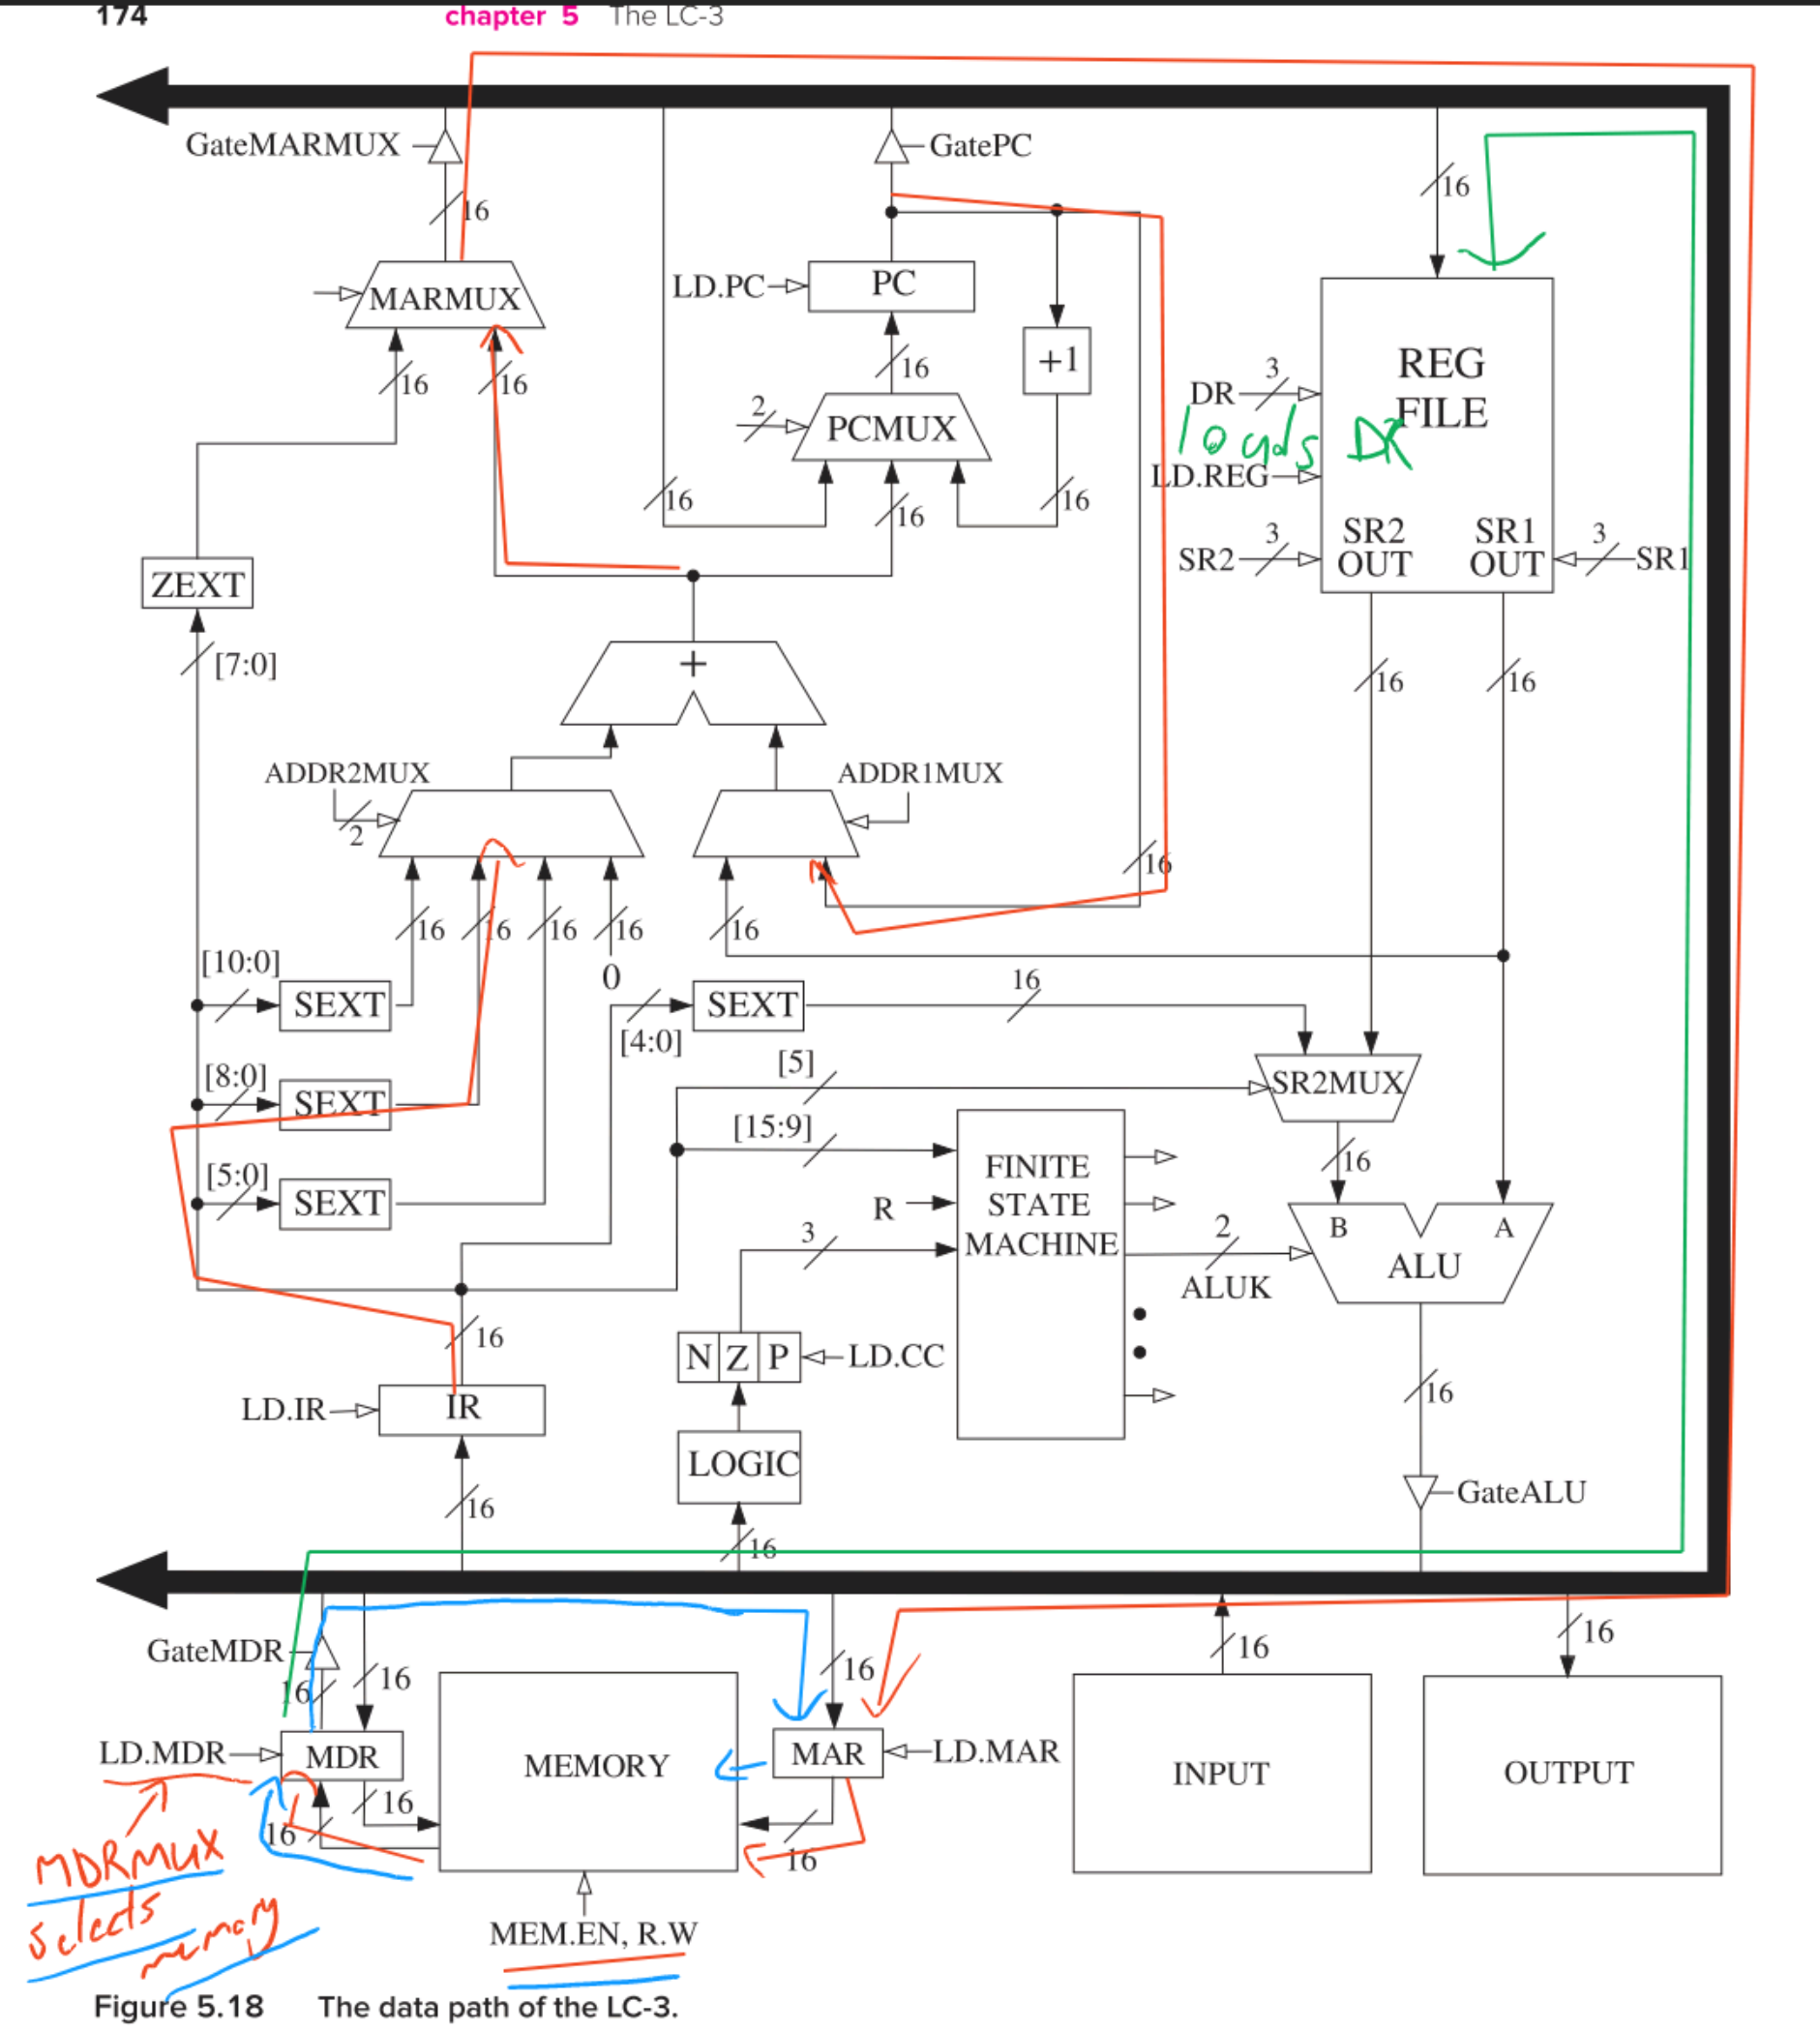 174 chapter 5 The LC-3
GateMARMUX
GatePC
16
16
MARMUX
LD.PC
PC
16
16
16
+1
REG
FILE
DR
3
loads DR
LD.REG
2
PCMUX
16
16
16
SR2
3
SR2
OUT
SR1
OUT
3
SR1
ZEXT
[7:0]
+
16
16
ADDR2MUX
ADDR1MUX
2
16
16
16
16
16
16
0
[10:0]
SEXT
[4:0]
SEXT
16
[8:0]
SEXT
[5]
SR2MUX
[15:9]
16
[5:0]
SEXT
R
3
FINITE
STATE
MACHINE
2
ALUK
B
A
ALU
16
N Z P
LD.CC
LD.IR
IR
16
LOGIC
GateALU
16
16
GateMDR
16
16
16
16
16
LD.MDR
MDR
MEMORY
MAR
LD.MAR
INPUT
OUTPUT
16
16
16
MDRMUX
selects
memory
MEM.EN, R.W
Figure 5.18 The data path of the LC-3.